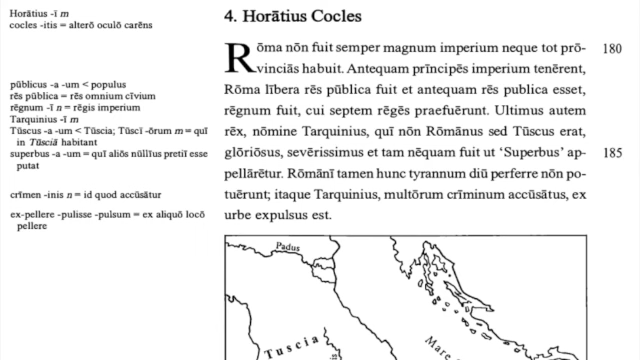 Horātius -ī m
cocles -itis = alterō oculō carēns
pūblicus -a -um < populus
rēs pūblica = rēs omnium cīvium
rēgnum -ī n = rēgis imperium
Tarquinius -ī m
Tūscus -a -um < Tūscia; Tūscī -ōrum m = quī
in Tūsciā habitant
superbus -a -um = quī aliōs nūllīus pretiī esse
putat
crīmen -inis n = id quod accūsātur
ex-pellere -pulisse -pulsum = ex aliquō locō
pellere
4. Horātius Cocles
Rōma nōn fuit semper magnum imperium neque tot prō- 180
vinciās habuit. Antequam prīncipēs imperium tenērent,
Rōma lībera rēs pūblica fuit et antequam rēs publica esset,
rēgnum fuit, cui septem rēgēs praefuērunt. Ultimus autem
rēx, nōmine Tarquinius, quī nōn Rōmānus sed Tūscus erat,
glōriōsus, sevērissimus et tam nēquam fuit ut 'Superbus' ap- 185
pellārētur. Rōmānī tamen hunc tyrannum diū perferre nōn po-
tuērunt; itaque Tarquinius, multōrum crīminum accūsātus, ex
urbe expulsus est.
Padus
Tuscia
Mare